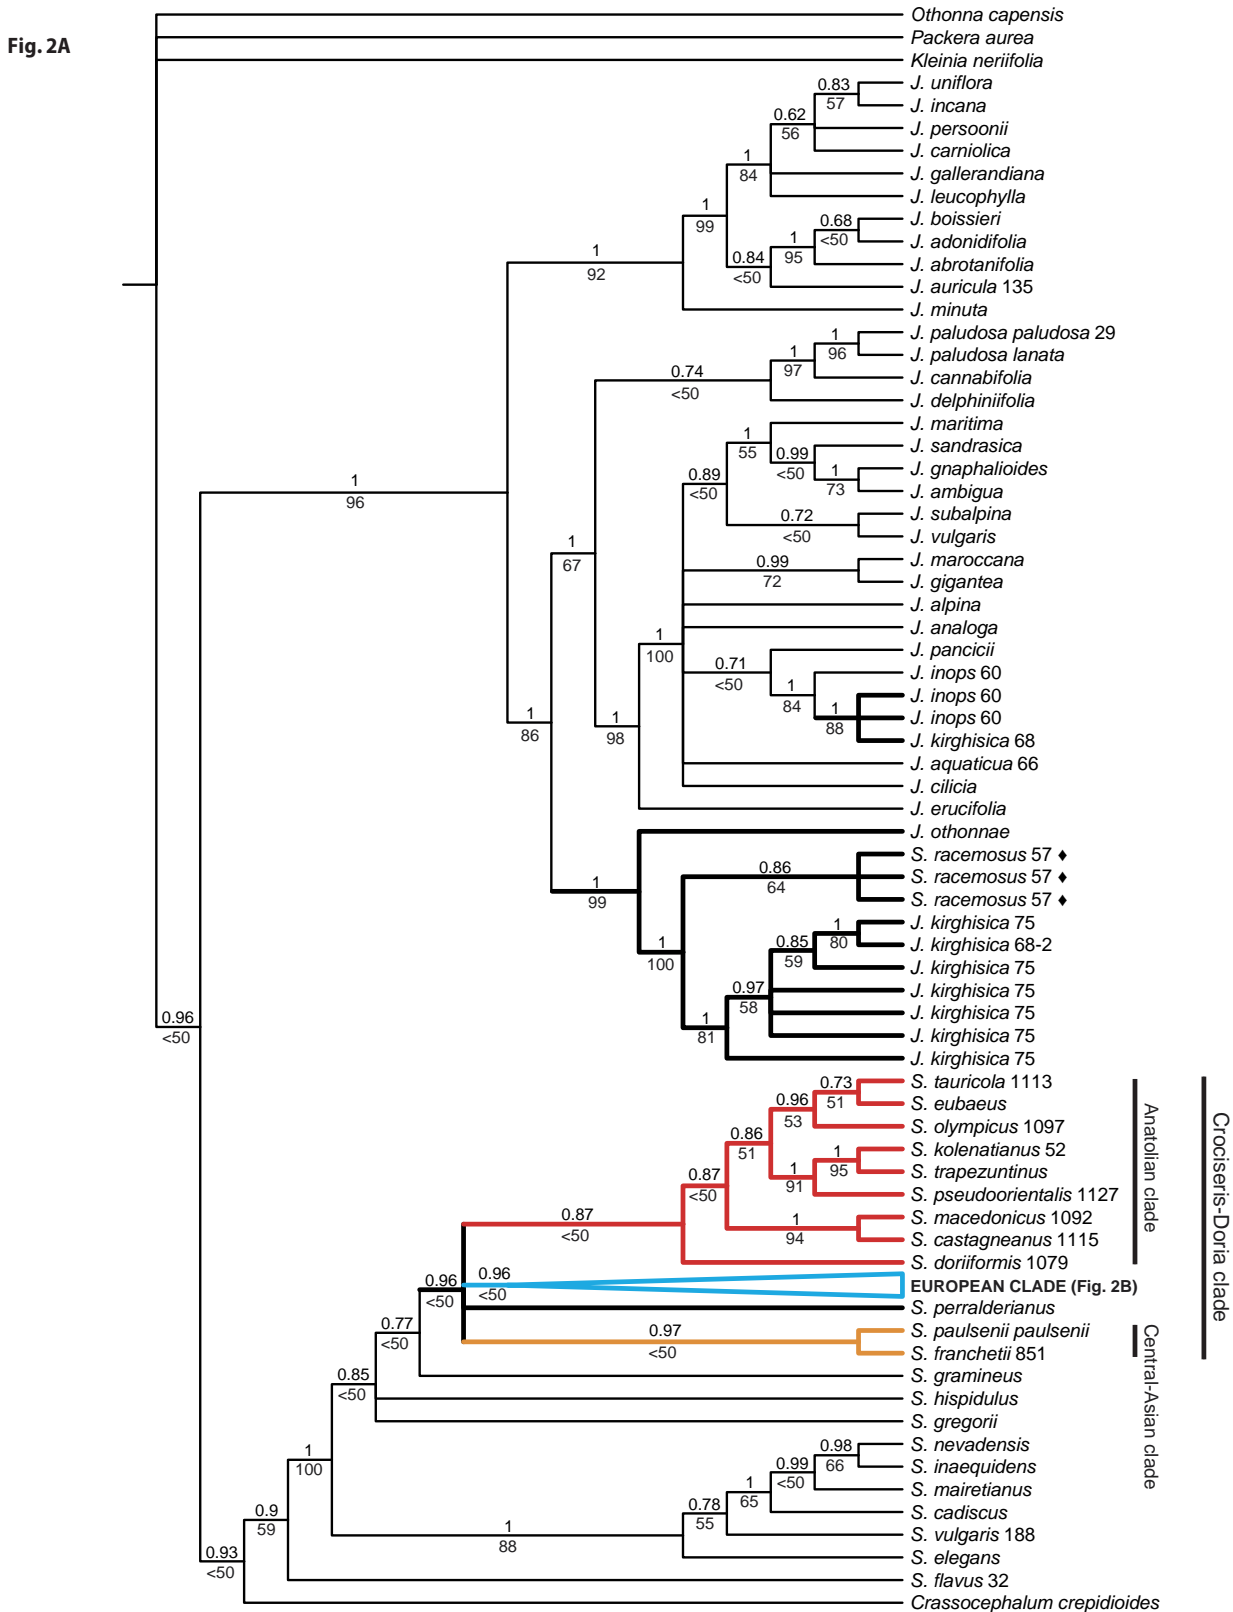 Fig. 2A
Othonna capensis
Packera aurea
Kleinia neriifolia
0.83
J. uniflora
57
J. incana
0.62
J. persoonii
56
J. carniolica
1
84
J. gallerandiana
J. leucophylla
1
99
0.68
J. boissieri
<50
J. adonidifolia
1
95
J. abrotanifolia
0.84
<50
J. auricula 135
1
92
J. minuta
1
J. paludosa paludosa 29
96
J. paludosa lanata
1
97
J. cannabifolia
0.74
<50
J. delphiniifolia
J. maritima
1
55
J. sandrasica
0.99
<50
J. gnaphalioides
1
73
J. ambigua
0.89
<50
J. subalpina
0.72
<50
J. vulgaris
1
96
J. maroccana
0.99
72
J. gigantea
1
67
J. alpina
J. analoga
1
100
J. pancicii
0.71
<50
J. inops 60
1
84
J. inops 60
1
88
J. inops 60
J. kirghisica 68
1
86
1
98
J. aquaticua 66
J. cilicia
J. erucifolia
J. othonnae
S. racemosus 57 ♦
0.86
64
S. racemosus 57 ♦
S. racemosus 57 ♦
1
99
J. kirghisica 75
1
80
J. kirghisica 68-2
0.85
59
J. kirghisica 75
1
100
0.97
58
J. kirghisica 75
J. kirghisica 75
1
81
J. kirghisica 75
J. kirghisica 75
0.96
<50
S. tauricola 1113
0.73
51
S. eubaeus
0.96
53
S. olympicus 1097
0.86
51
S. kolenatianus 52
1
95
S. trapezuntinus
1
91
S. pseudoorientalis 1127
0.87
<50
S. macedonicus 1092
1
94
S. castagneanus 1115
0.87
<50
S. doriiformis 1079
Anatolian clade
Crociseris-Doria clade
0.96
<50
EUROPEAN CLADE (Fig. 2B)
0.96
<50
S. perralderianus
S. paulsenii paulsenii
0.97
<50
S. franchetii 851
Central-Asian clade
0.77
<50
S. gramineus
0.85
<50
S. hispidulus
S. gregorii
S. nevadensis
0.98
66
S. inaequidens
0.99
<50
S. mairetianus
1
100
1
65
S. cadiscus
0.78
55
S. vulgaris 188
1
88
S. elegans
0.9
59
S. flavus 32
0.93
<50
Crassocephalum crepidioides